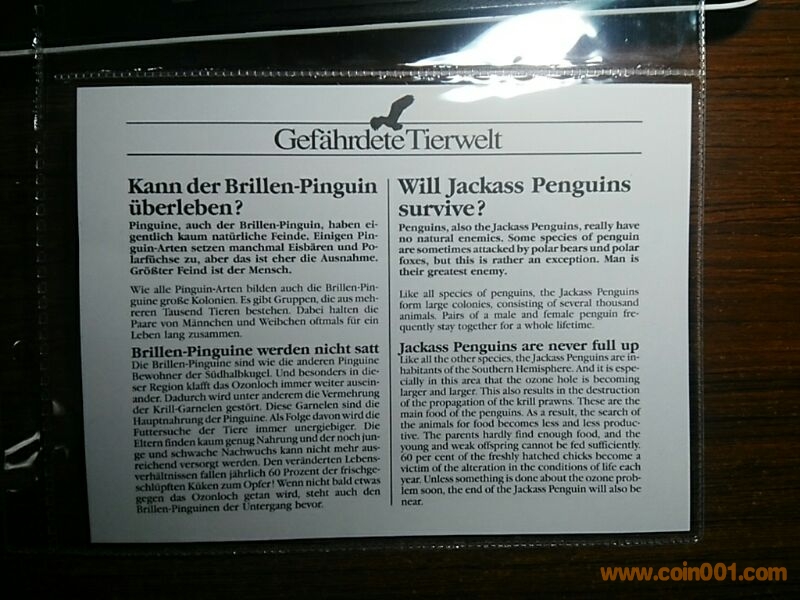 Gefährdete Tierwelt
Kann der Brillen-Pinguin
überleben?
Pinguine, auch der Brillen-Pinguin, haben ei-
gentlich kaum natürliche Feinde. Einigen Pin-
guin-Arten setzen manchmal Eisbären und Po-
larfüchse zu, aber das ist eher die Ausnahme.
Größter Feind ist der Mensch.
Wie alle Pinguin-Arten bilden auch die Brillen-Pin-
guine große Kolonien. Es gibt Gruppen, die aus meh-
reren Tausend Tieren bestehen. Dabei halten die
Paare von Männchen und Weibchen oftmals für ein
Leben lang zusammen.
Brillen-Pinguine werden nicht satt
Die Brillen-Pinguine sind wie die anderen Pinguine
Bewohner der Südhalbkugel. Und besonders in die-
ser Region klafft das Ozonloch immer weiter ausein-
ander. Dadurch wird unter anderem die Vermehrung
der Krill-Garnelen gestört. Diese Garnelen sind die
Hauptnahrung der Pinguine. Als Folge davon wird die
Futtersuche der Tiere immer unergiebiger. Die
Eltern finden kaum genug Nahrung und der noch jun-
ge und schwache Nachwuchs kann nicht mehr aus-
reichend versorgt werden. Den veränderten Lebens-
verhältnissen fallen jährlich 60 Prozent der frischge-
schlüpften Küken zum Opfer! Wenn nicht bald etwas
gegen das Ozonloch getan wird, steht auch den
Brillen-Pinguinen der Untergang bevor.
Will Jackass Penguins
survive?
Penguins, also the Jackass Penguins, really have
no natural enemies. Some species of penguin
are sometimes attacked by polar bears und polar
foxes, but this is rather an exception. Man is
their greatest enemy.
Like all species of penguins, the Jackass Penguins
form large colonies, consisting of several thousand
animals. Pairs of a male and female penguin fre-
quently stay together for a whole lifetime.
Jackass Penguins are never full up
Like all the other species, the Jackass Penguins are in-
habitants of the Southern Hemisphere. And it is espe-
cially in this area that the ozone hole is becoming
larger and larger. This also results in the destruction
of the propagation of the krill prawns. These are the
main food of the penguins. As a result, the search of
the animals for food becomes less and less produc-
tive. The parents hardly find enough food, and the
young and weak offspring cannot be fed sufficiently.
60 per cent of the freshly hatched chicks become a
victim of the alteration in the conditions of life each
year. Unless something is done about the ozone prob-
lem soon, the end of the Jackass Penguin will also be
near.
www.coin001.com